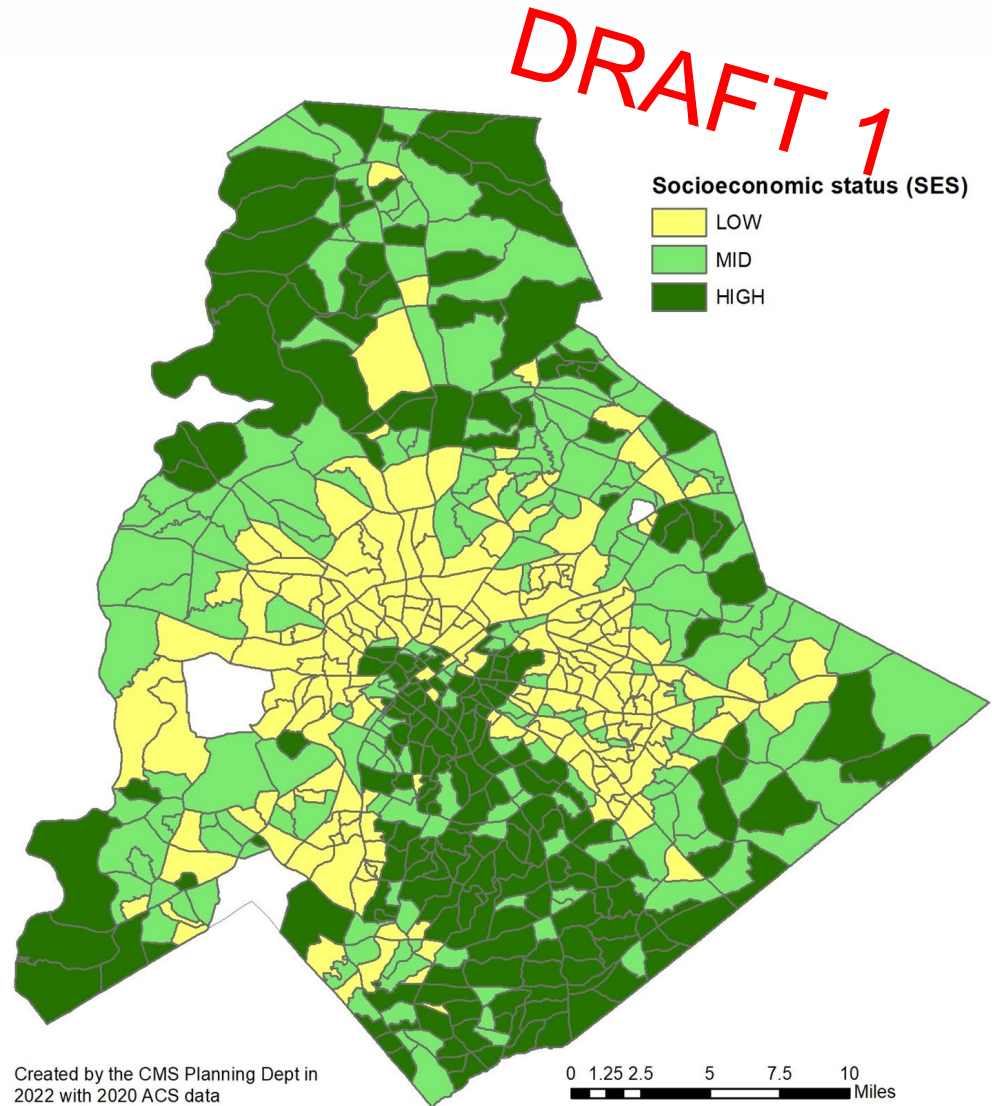 DRAFT 1
Socioeconomic status (SES)
LOW
MID
HIGH
Created by the CMS Planning Dept in
2022 with 2020 ACS data
0 1.25 2.5 5 7.5 10
Miles